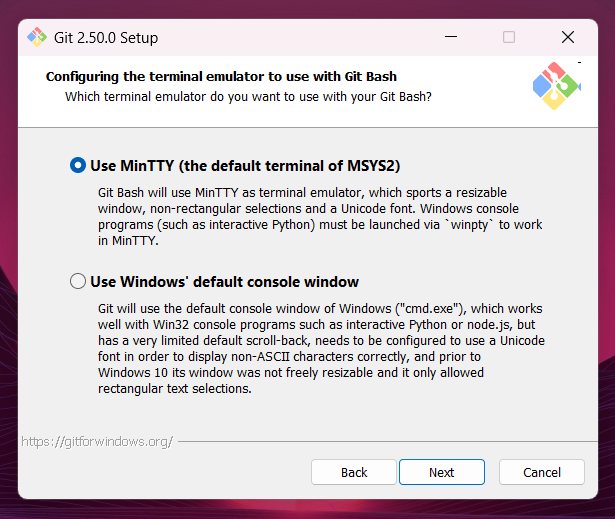 Git 2.50.0 Setup
Configuring the terminal emulator to use with Git Bash
Which terminal emulator do you want to use with your Git Bash?
Use MinTTY (the default terminal of MSYS2)
Git Bash will use MinTTY as terminal emulator, which sports a resizable
window, non-rectangular selections and a Unicode font. Windows console
programs (such as interactive Python) must be launched via `winpty` to work
in MinTTY.
Use Windows' default console window
Git will use the default console window of Windows ("cmd.exe"), which works
well with Win32 console programs such as interactive Python or node.js, but
has a very limited default scroll-back, needs to be configured to use a Unicode
font in order to display non-ASCII characters correctly, and prior to
Windows 10 its window was not freely resizable and it only allowed
rectangular text selections.
https://gitforwindows.org/
Back Next Cancel